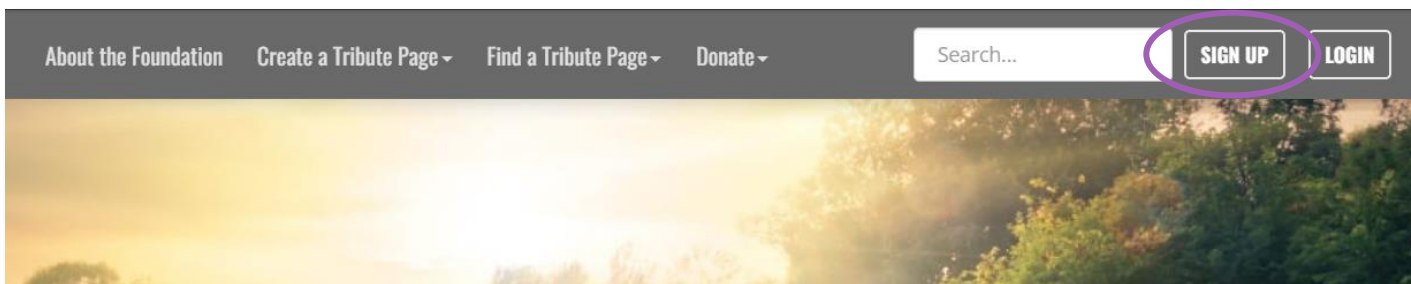 About the Foundation Create a Tribute Page Find a Tribute Page Donate Search... SIGN UP LOGIN